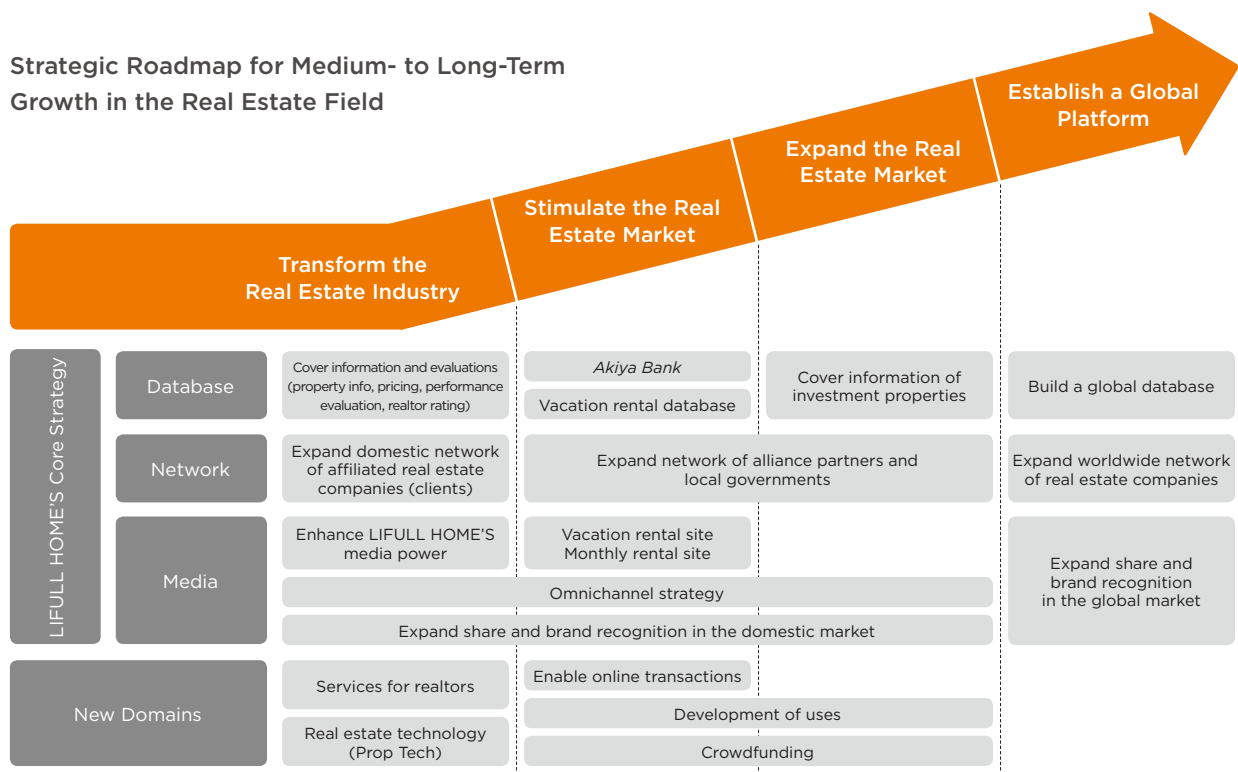 Strategic Roadmap for Medium- to Long-Term
Growth in the Real Estate Field
Transform the
Real Estate Industry
Stimulate the Real
Estate Market
Expand the Real
Estate Market
Establish a Global
Platform
LIFULL HOME'S Core Strategy
Database
Cover information and evaluations
(property info, pricing, performance
evaluation, realtor rating)
Akiya Bank
Vacation rental database
Cover information of
investment properties
Build a global database
Network
Expand domestic network
of affiliated real estate
companies (clients)
Expand network of alliance partners and
local governments
Expand worldwide network
of real estate companies
Media
Enhance LIFULL HOME'S
media power
Vacation rental site
Monthly rental site
Omnichannel strategy
Expand share and brand recognition in the domestic market
Expand share and
brand recognition
in the global market
New Domains
Services for realtors
Real estate technology
(Prop Tech)
Enable online transactions
Development of uses
Crowdfunding